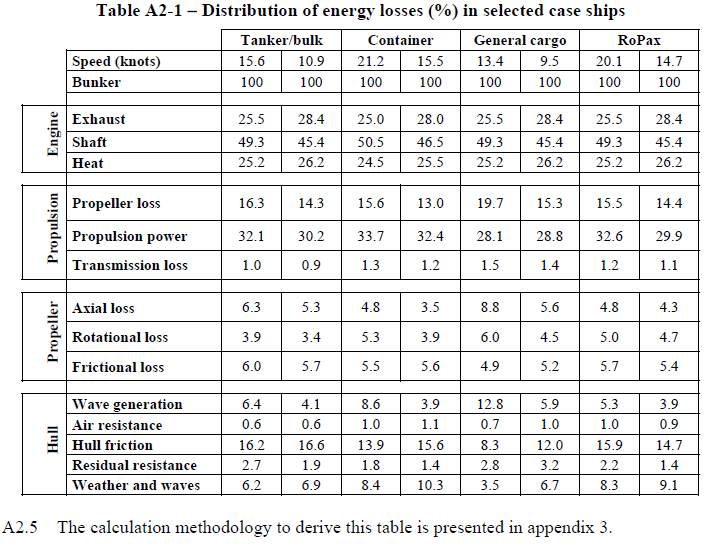 Table A2-1 – Distribution of energy losses (%) in selected case ships
Tanker/bulk Container General cargo RoPax
Speed (knots) 15.6 10.9 21.2 15.5 13.4 9.5 20.1 14.7
Bunker 100 100 100 100 100 100 100 100
Engine
Exhaust 25.5 28.4 25.0 28.0 25.5 28.4 25.5 28.4
Shaft 49.3 45.4 50.5 46.5 49.3 45.4 49.3 45.4
Heat 25.2 26.2 24.5 25.5 25.2 26.2 25.2 26.2
Propulsion
Propeller loss 16.3 14.3 15.6 13.0 19.7 15.3 15.5 14.4
Propulsion power 32.1 30.2 33.7 32.4 28.1 28.8 32.6 29.9
Transmission loss 1.0 0.9 1.3 1.2 1.5 1.4 1.2 1.1
Propeller
Axial loss 6.3 5.3 4.8 3.5 8.8 5.6 4.8 4.3
Rotational loss 3.9 3.4 5.3 3.9 6.0 4.5 5.0 4.7
Frictional loss 6.0 5.7 5.5 5.6 4.9 5.2 5.7 5.4
Hull
Wave generation 6.4 4.1 8.6 3.9 12.8 5.9 5.3 3.9
Air resistance 0.6 0.6 1.0 1.1 0.7 1.0 1.0 0.9
Hull friction 16.2 16.6 13.9 15.6 8.3 12.0 15.9 14.7
Residual resistance 2.7 1.9 1.8 1.4 2.8 3.2 2.2 1.4
Weather and waves 6.2 6.9 8.4 10.3 3.5 6.7 8.3 9.1
A2.5 The calculation methodology to derive this table is presented in appendix 3.